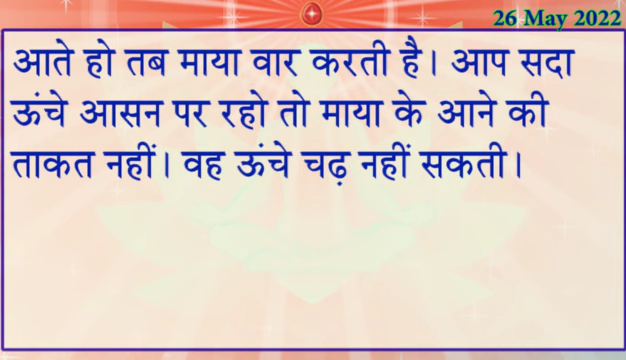 26 May 2022
आते हो तब माया वार करती है। आप सदा
ऊंचे आसन पर रहो तो माया के आने की
ताकत नहीं। वह ऊंचे चढ़ नहीं सकती।